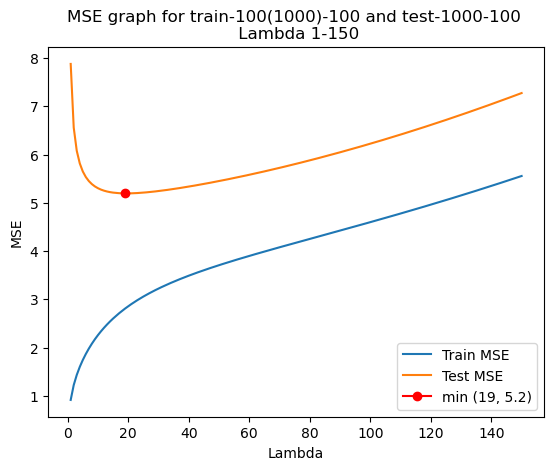 MSE graph for train-100(1000)-100 and test-1000-100
Lambda 1-150
8
7
6
5
4
3
2
1
MSE
0 20 40 60 80 100 120 140
Lambda
Train MSE
Test MSE
min (19, 5.2)